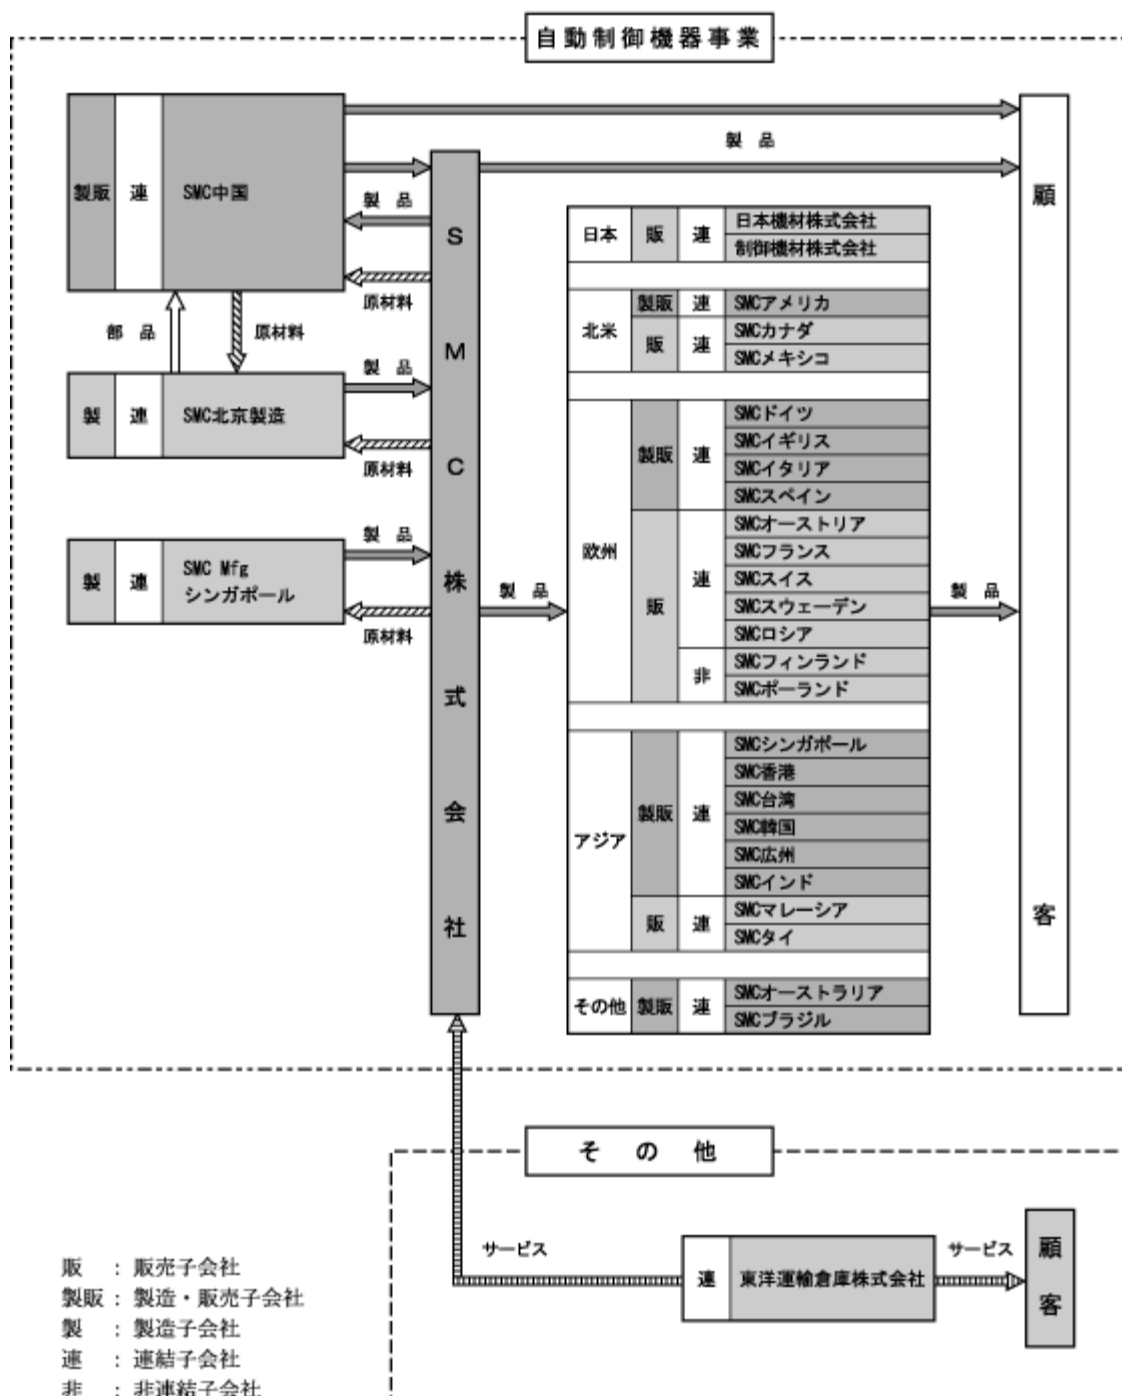 自動制御機器事業
製販 連 SMC中国
製 品
製 品
原材料
部 品
原材料
製 連 SMC北京製造
製 品
原材料
製 連 SMC Mfg
シンガポール
製 品
原材料
SMC株式会社
製 品
日本 販 連 日本機材株式会社
制御機材株式会社
北米 製販 連 SMCアメリカ
販 連 SMCカナダ
SMCメキシコ
欧州 製販 連 SMCドイツ
SMCイギリス
SMCイタリア
SMCスペイン
販 連 SMCオーストリア
SMCフランス
SMCスイス
SMCスウェーデン
SMCロシア
非 SMCフィンランド
SMCポーランド
アジア 製販 連 SMCシンガポール
SMC香港
SMC台湾
SMC韓国
SMC広州
SMCインド
販 連 SMCマレーシア
SMCタイ
その他 製販 連 SMCオーストラリア
SMCブラジル
製 品
顧客
そ の 他
サービス
連 東洋運輸倉庫株式会社
サービス
顧客
販 : 販売子会社
製販 : 製造・販売子会社
製 : 製造子会社
連 : 連結子会社
非 : 非連結子会社